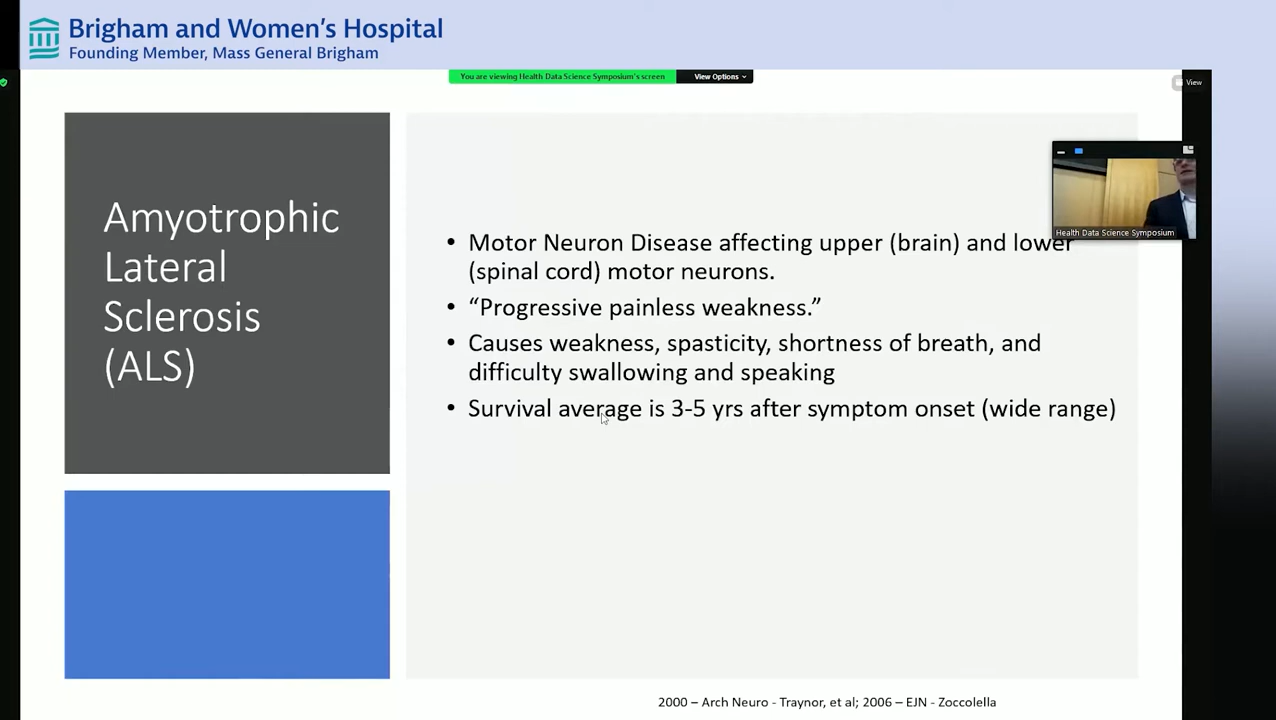 Brigham and Women's Hospital
Founding Member, Mass General Brigham
You are viewing Health Data Science Symposium's screen
View Options
View
Amyotrophic
Lateral
Sclerosis
(ALS)
Health Data Science Symposium
• Motor Neuron Disease affecting upper (brain) and lower
(spinal cord) motor neurons.
• “Progressive painless weakness.”
• Causes weakness, spasticity, shortness of breath, and
difficulty swallowing and speaking
• Survival average is 3-5 yrs after symptom onset (wide range)
2000 – Arch Neuro - Traynor, et al; 2006 – EJN - Zoccolella